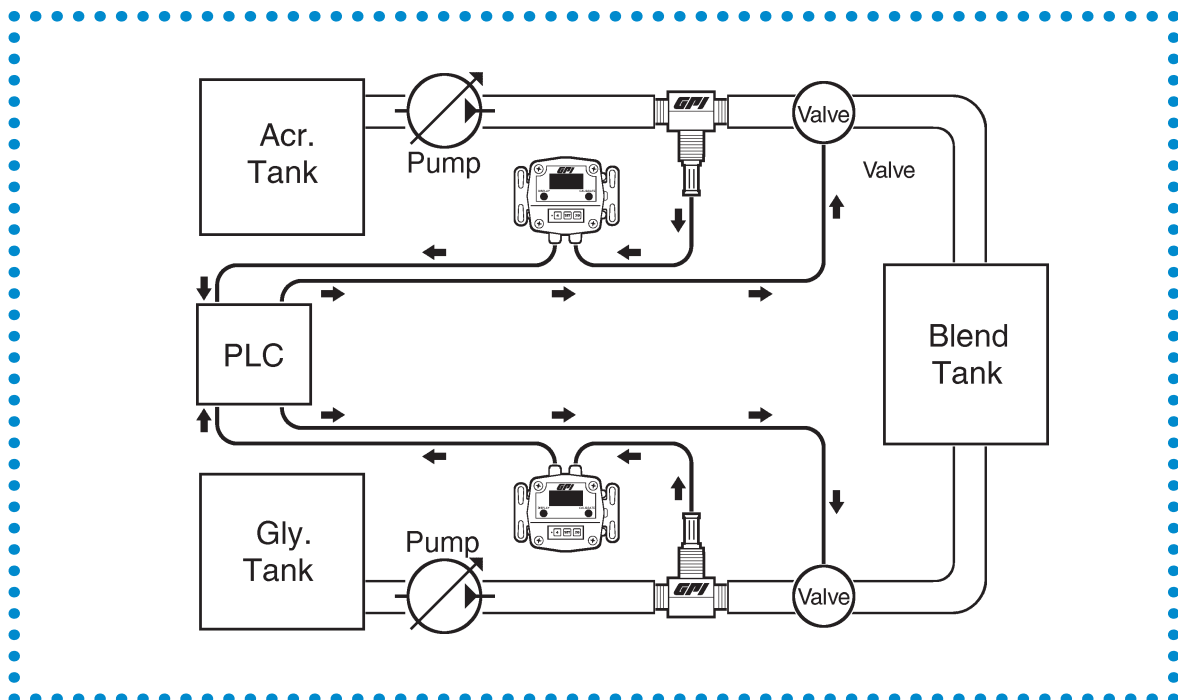 Acr.
Tank
Pump
GPI
Valve
Valve
GPI
PLC
Blend
Tank
Gly.
Tank
Pump
GPI
GPI
Valve